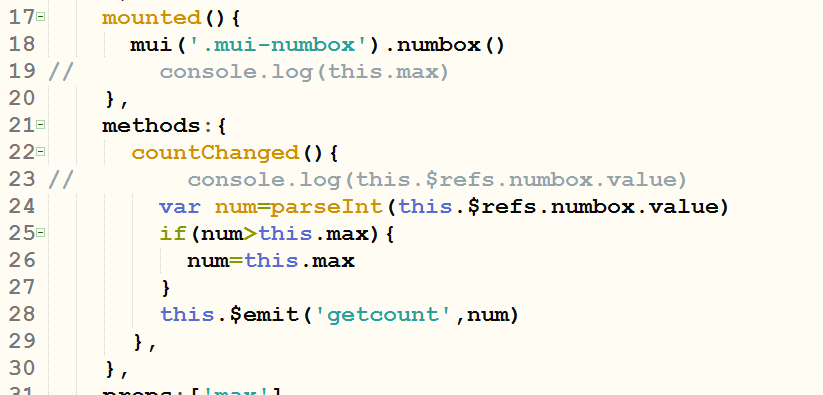 17 mounted(){
18 mui('.mui-numbox').numbox()
19 // console.log(this.max)
20 },
21 methods:{
22 countChanged(){
23 // console.log(this.$refs.numbox.value)
24 var num=parseInt(this.$refs.numbox.value)
25 if(num>this.max){
26 num=this.max
27 }
28 this.$emit('getcount',num)
29 },
30 },
31 props:['max']